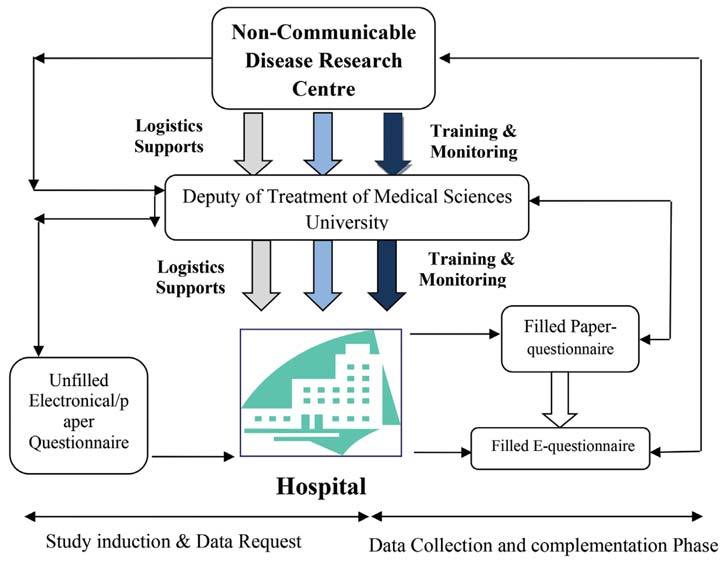 Non-Communicable
Disease Research
Centre
Logistics
Supports
Training &
Monitoring
Deputy of Treatment of Medical Sciences
University
Logistics
Supports
Training &
Monitoring
Filled Paper-
questionnaire
Unfilled
Electronical/p
aper
Questionnaire
Filled E-questionnaire
Hospital
Study induction & Data Request
Data Collection and complementation Phase